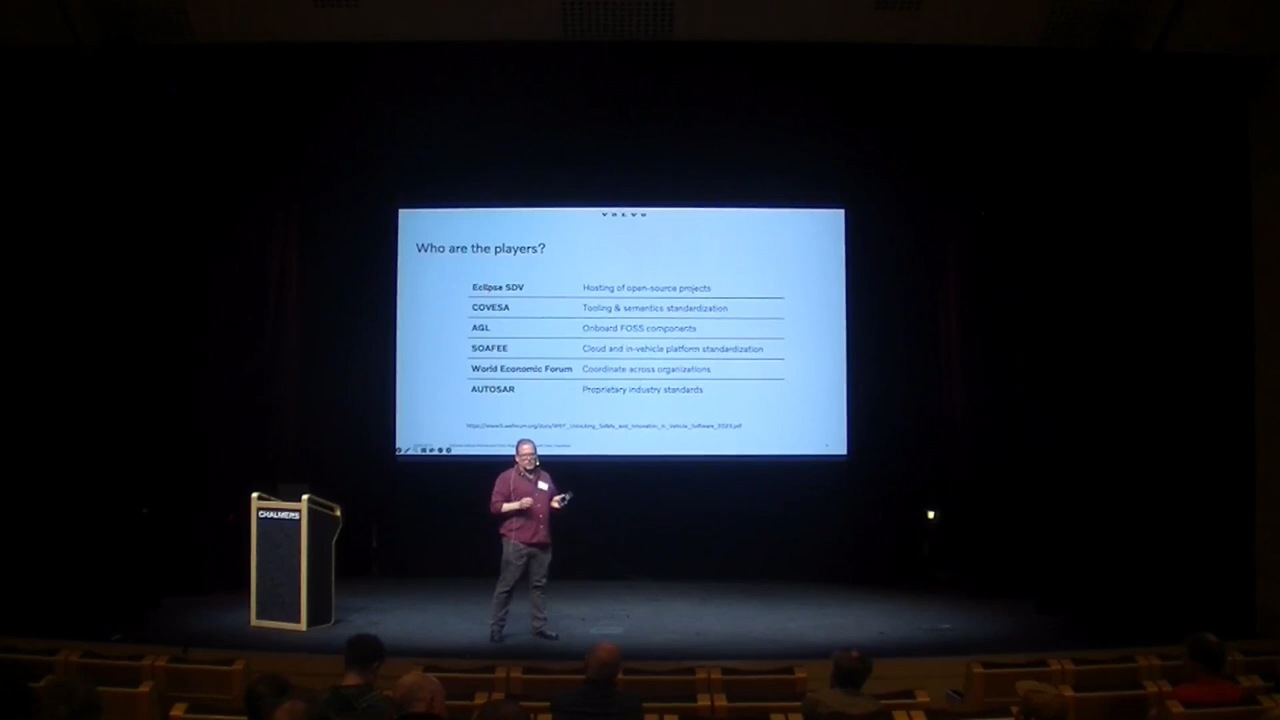 VOLVO
Who are the players?
Eclipse SDV Hosting of open-source projects
COVESA Tooling & semantics standardization
AGL Onboard FOSS components
SOAFEE Cloud and in-vehicle platform standardization
World Economic Forum Coordinate across organizations
AUTOSAR Proprietary industry standards
CHALMERS